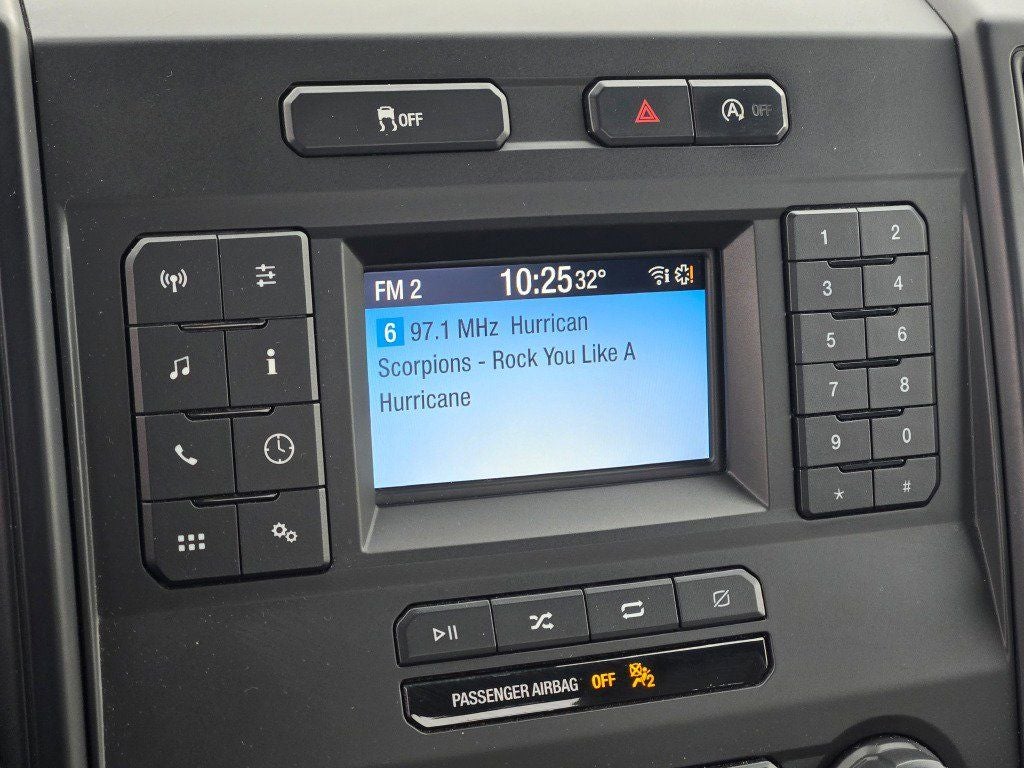 OFF
A OFF
FM 2 10:25 32° i !
6 97.1 MHz Hurrican
Scorpions - Rock You Like A
Hurricane
i
1 2
3 4
5 6
7 8
9 0
* #
PASSENGER AIRBAG OFF 2